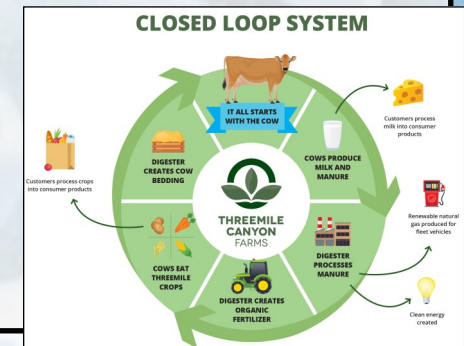 CLOSED LOOP SYSTEM
IT ALL STARTS
WITH THE COW
Customers process
milk into consumer
products
COWS PRODUCE
MILK AND
MANURE
Renewable natural
gas produced for
fleet vehicles
DIGESTER
PROCESSES
MANURE
Clean energy
created
DIGESTER CREATES
ORGANIC
FERTILIZER
COWS EAT
THREEMILE
CROPS
Customers process crops
into consumer products
DIGESTER
CREATES COW
BEDDING
THREEMILE
CANYON
FARMS